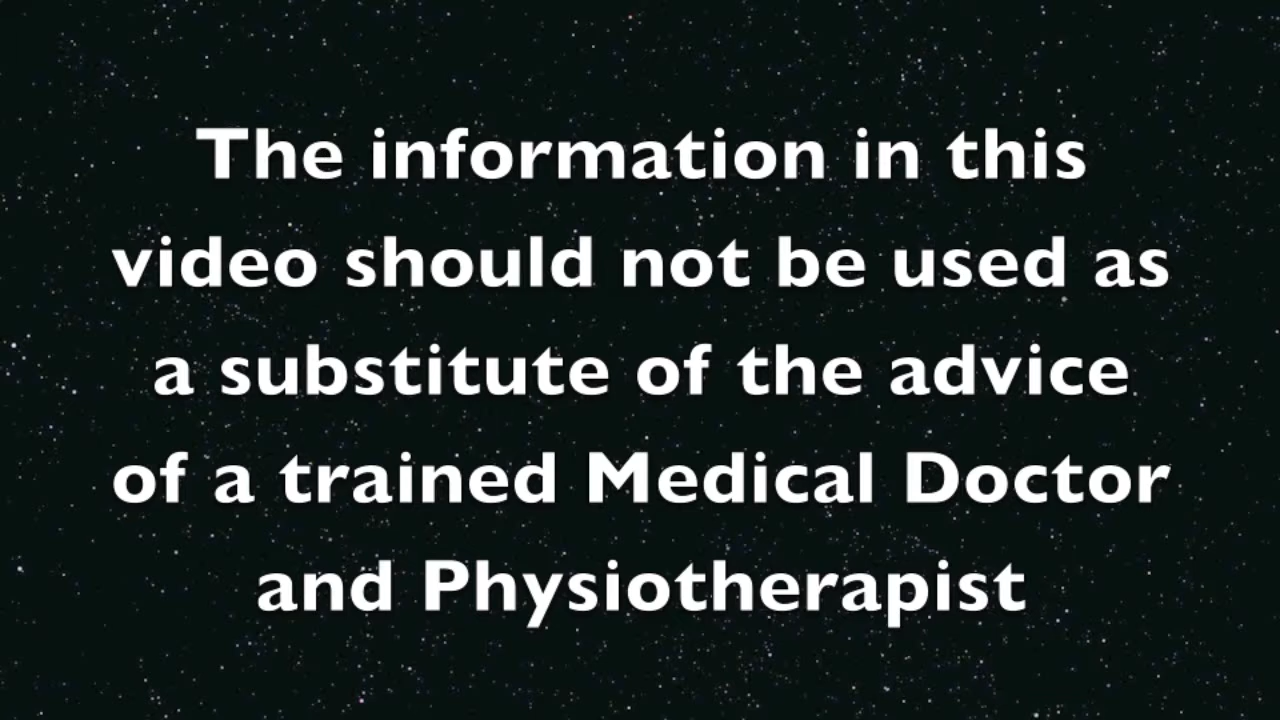 The information in this
video should not be used as
a substitute of the advice
of a trained Medical Doctor
and Physiotherapist